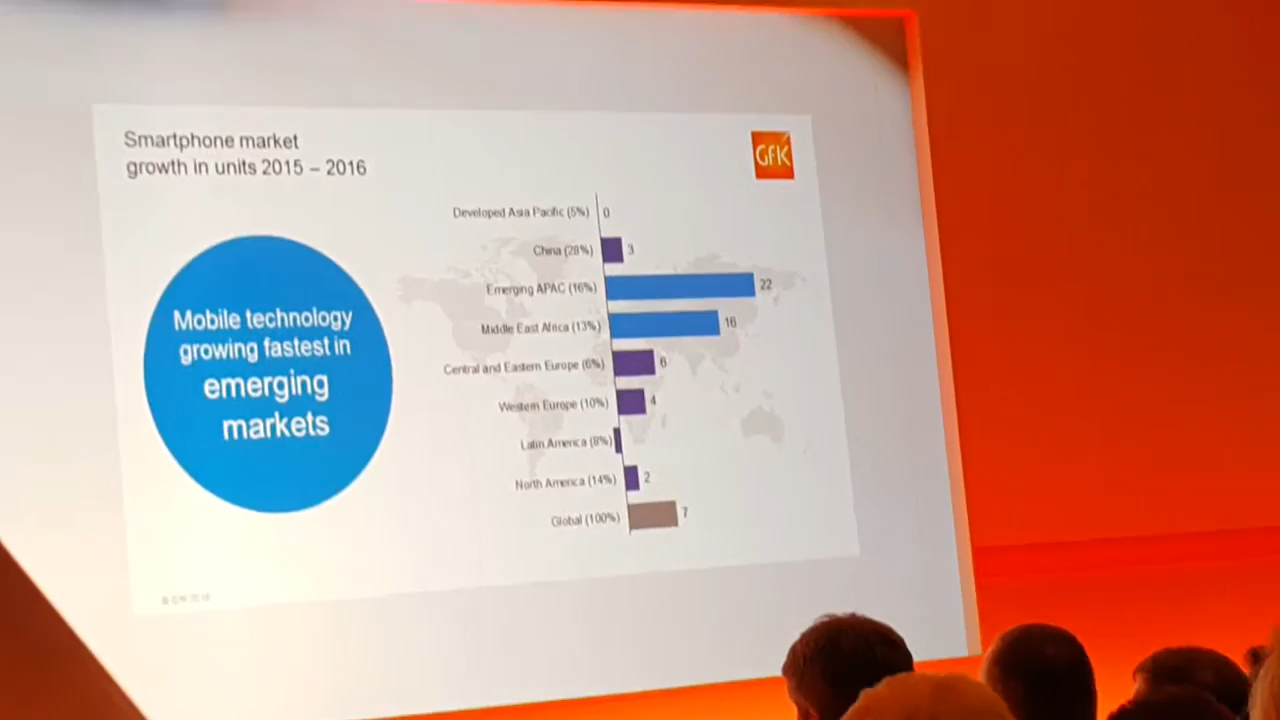 Smartphone market
growth in units 2015 – 2016
GFK
Mobile technology
growing fastest in
emerging
markets
Developed Asia Pacific (5%) 0
China (28%) 3
Emerging APAC (16%) 22
Middle East Africa (13%) 16
Central and Eastern Europe (6%) 6
Western Europe (10%) 4
Latin America (8%)
North America (14%) 2
Global (100%) 7